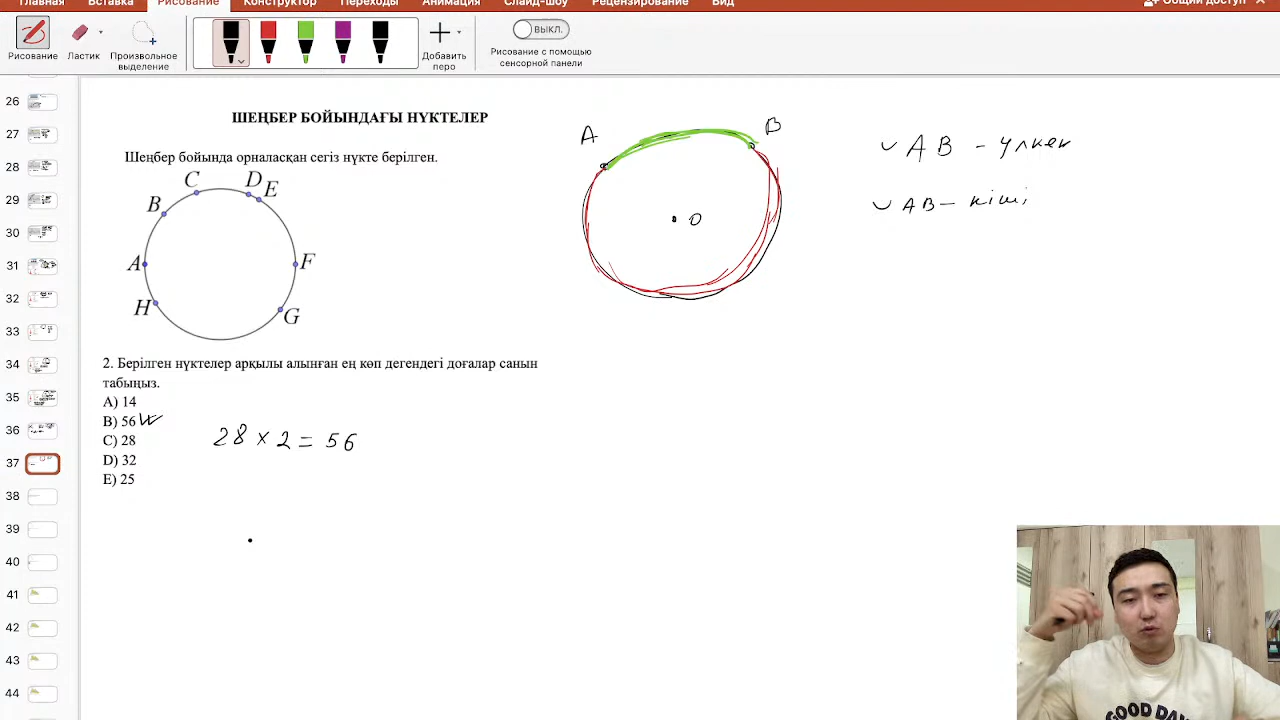 Главная Вставка Рисование Конструктор Переходы Анимация Слайд-шоу Рецензирование Вид Общий доступ
ВЫКЛ.
Рисование Ластик Произвольное выделение Добавить перо Рисование с помощью сенсорной панели
26
27
28
29
30
31
32
33
34
35
36
37
38
39
40
41
42
43
44
ШЕҢБЕР БОЙЫНДАҒЫ НҮКТЕЛЕР
Шеңбер бойында орналасқан сегіз нүкте берілген.
C D E
B
A F
H G
2. Берілген нүктелер арқылы алынған ең көп дегендегі доғалар санын
табыңыз.
A) 14
B) 56
C) 28
D) 32
E) 25
28 × 2 = 56
A B
O
◡ AB - үлкен
◡ AB - кіші
GOOD DAY